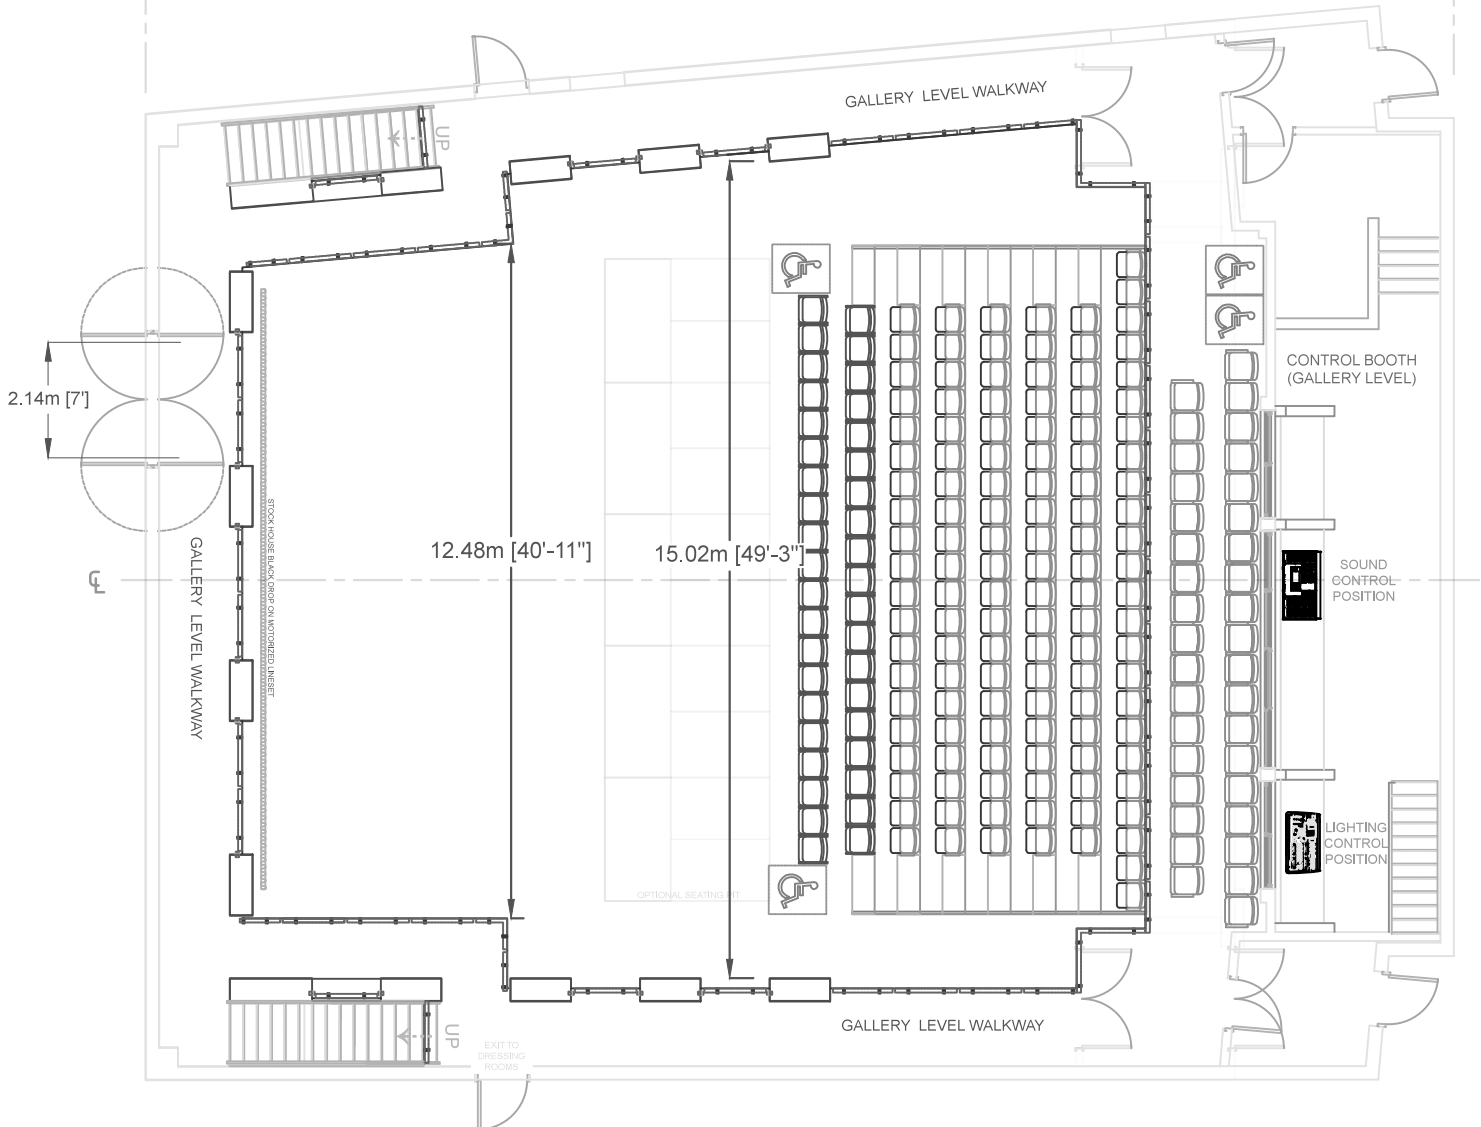 GALLERY LEVEL WALKWAY
UP
CONTROL BOOTH
(GALLERY LEVEL)
2.14m [7']
STOCK HOUSE BLACK DROP ON MOTORIZED LINESET
GALLERY LEVEL WALKWAY
12.48m [40'-11"]
15.02m [49'-3"]
SOUND
CONTROL
POSITION
LIGHTING
CONTROL
POSITION
OPTIONAL SEATING PIT
GALLERY LEVEL WALKWAY
UP
EXIT TO
DRESSING
ROOMS